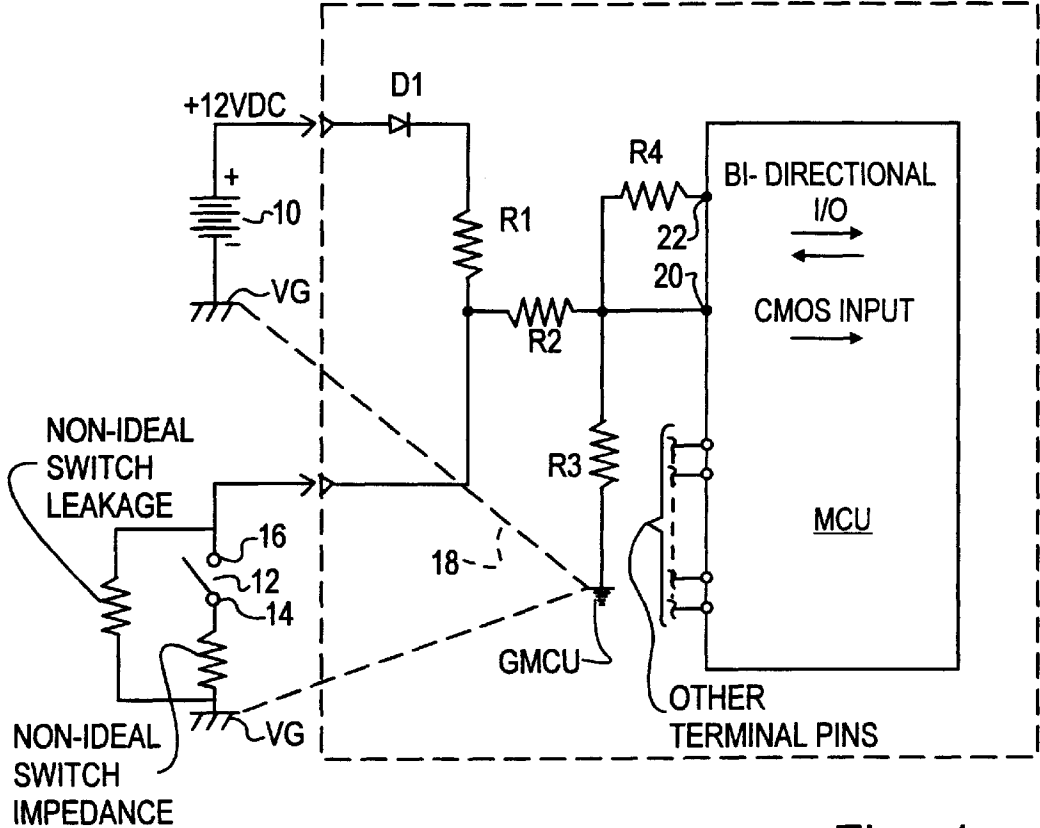 +12VDC
D1
+
-
10
VG
R1
R2
R4
22
20
BI- DIRECTIONAL
I/O
CMOS INPUT
R3
MCU
NON-IDEAL
SWITCH
LEAKAGE
16
12
14
18
GMCU
OTHER
TERMINAL PINS
VG
NON-IDEAL
SWITCH
IMPEDANCE